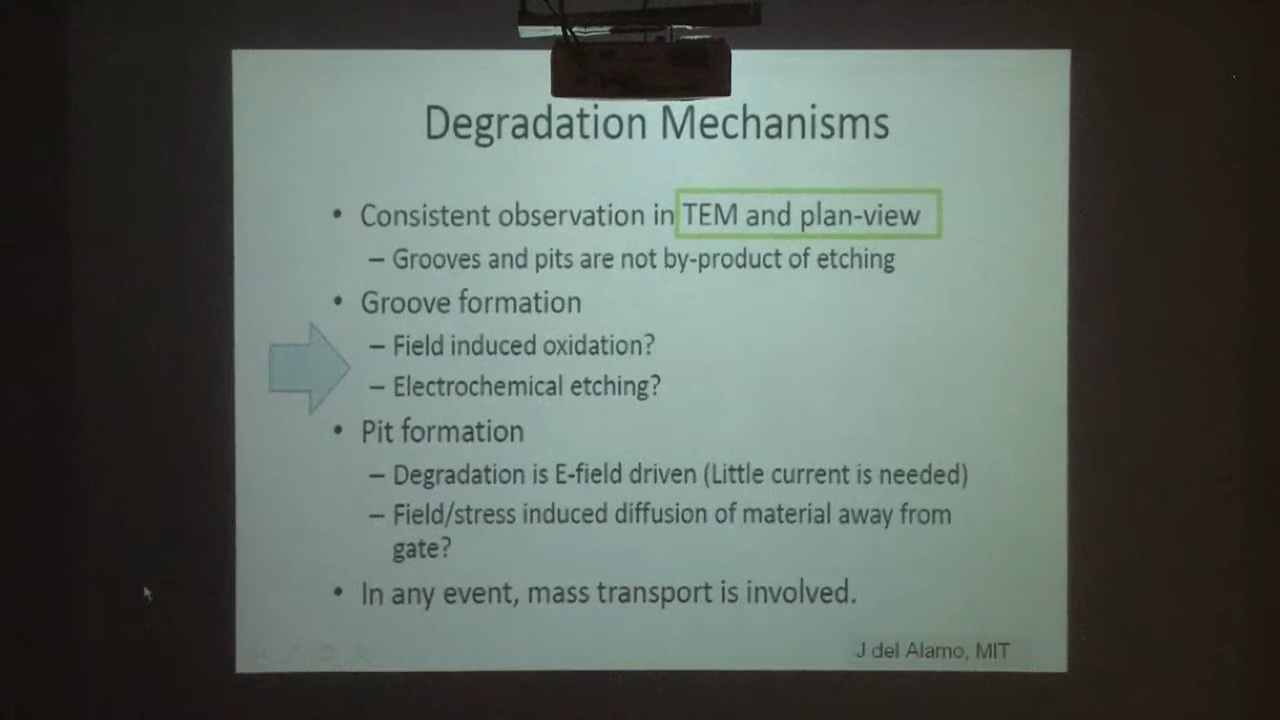 Degradation Mechanisms
• Consistent observation in TEM and plan-view
– Grooves and pits are not by-product of etching
• Groove formation
– Field induced oxidation?
– Electrochemical etching?
• Pit formation
– Degradation is E-field driven (Little current is needed)
– Field/stress induced diffusion of material away from
gate?
• In any event, mass transport is involved.
J del Alamo, MIT